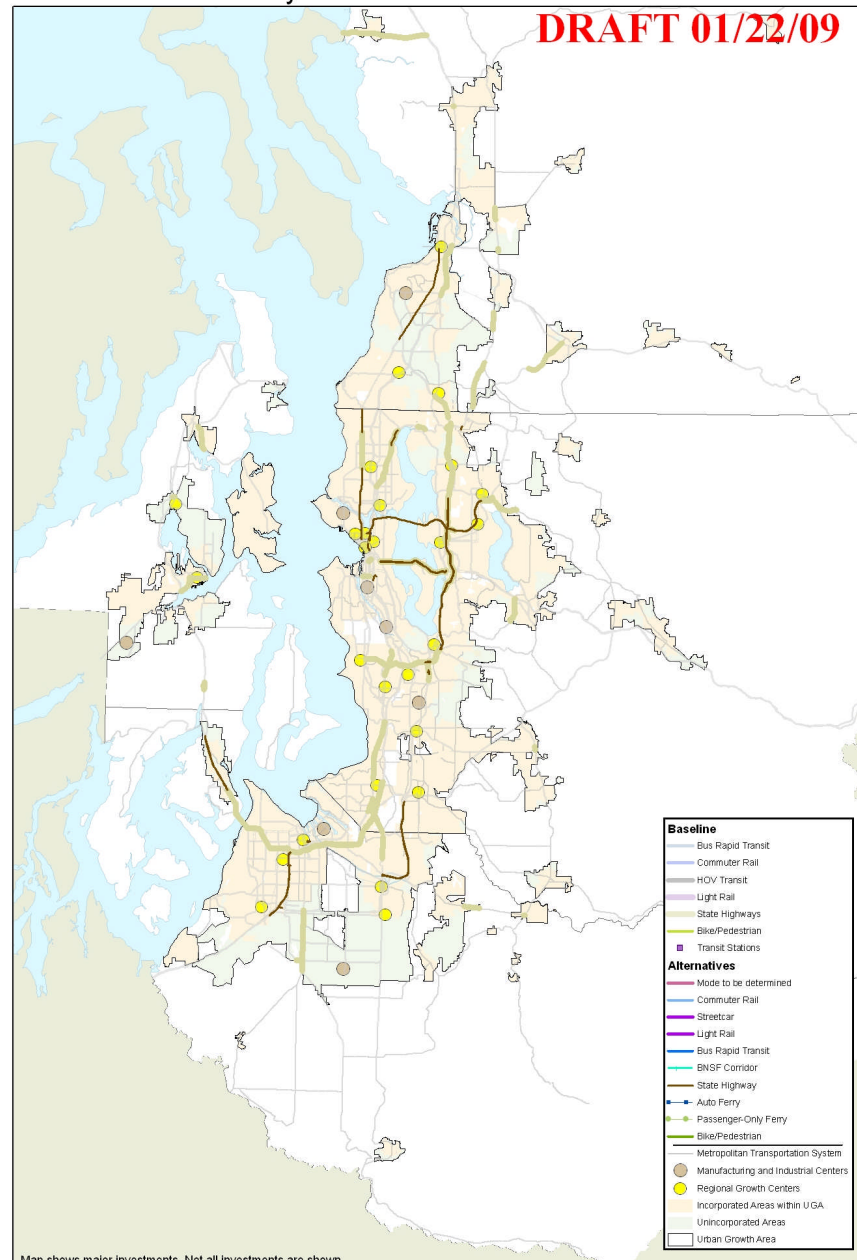 DRAFT 01/22/09
Baseline
Bus Rapid Transit
Commuter Rail
HOV Transit
Light Rail
State Highways
Bike/Pedestrian
Transit Stations
Alternatives
Mode to be determined
Commuter Rail
Streetcar
Light Rail
Bus Rapid Transit
BNSF Corridor
State Highway
Auto Ferry
Passenger-Only Ferry
Bike/Pedestrian
Metropolitan Transportation System
Manufacturing and Industrial Centers
Regional Growth Centers
Incorporated Areas within UGA
Unincorporated Areas
Urban Growth Area
Map shows major investments. Not all investments are shown.